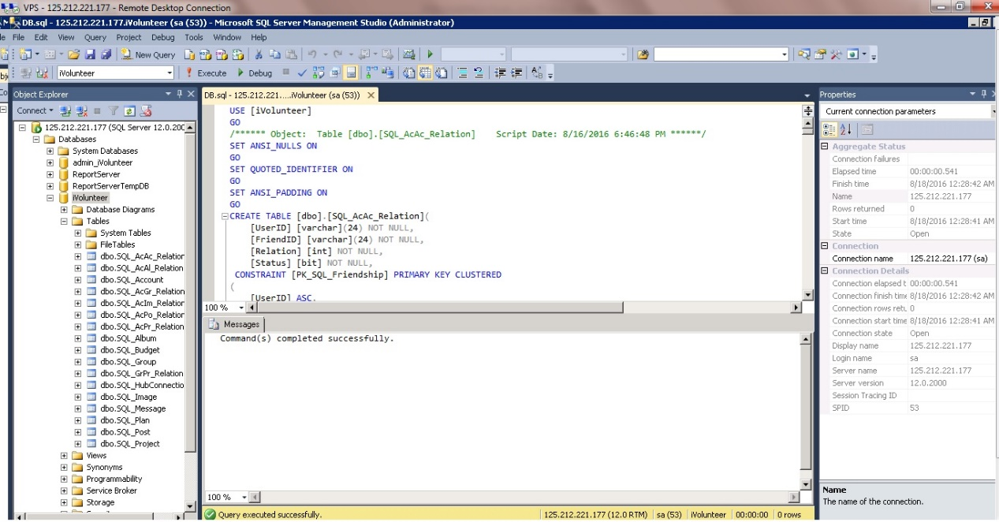 VPS - 125.212.221.177 - Remote Desktop Connection
DB.sql - 125.212.221.177.iVolunteer (sa (53)) - Microsoft SQL Server Management Studio (Administrator)
File Edit View Query Project Debug Tools Window Help
New Query
iVolunteer Execute Debug
Object Explorer
Connect
125.212.221.177 (SQL Server 12.0.200
Databases
System Databases
admin_iVolunteer
ReportServer
ReportServerTempDB
iVolunteer
Database Diagrams
Tables
System Tables
FileTables
dbo.SQL_AcAc_Relation
dbo.SQL_AcAl_Relation
dbo.SQL_Account
dbo.SQL_AcGr_Relation
dbo.SQL_AcIm_Relation
dbo.SQL_AcPo_Relation
dbo.SQL_AcPr_Relation
dbo.SQL_Album
dbo.SQL_Budget
dbo.SQL_Group
dbo.SQL_GrPr_Relation
dbo.SQL_HubConnectio
dbo.SQL_Image
dbo.SQL_Message
dbo.SQL_Plan
dbo.SQL_Post
dbo.SQL_Project
Views
Synonyms
Programmability
Service Broker
Storage
DB.sql - 125.212.221.....iVolunteer (sa (53))
USE [iVolunteer]
GO
/****** Object:  Table [dbo].[SQL_AcAc_Relation]    Script Date: 8/16/2016 6:46:48 PM ******/
SET ANSI_NULLS ON
GO
SET QUOTED_IDENTIFIER ON
GO
SET ANSI_PADDING ON
GO
CREATE TABLE [dbo].[SQL_AcAc_Relation](
[UserID] [varchar](24) NOT NULL,
[FriendID] [varchar](24) NOT NULL,
[Relation] [int] NOT NULL,
[Status] [bit] NOT NULL,
CONSTRAINT [PK_SQL_Friendship] PRIMARY KEY CLUSTERED
(
[UserID] ASC,
100 %
Messages
Command(s) completed successfully.
100 %
Query executed successfully. 125.212.221.177 (12.0 RTM) sa (53) iVolunteer 00:00:00 0 rows
Properties
Current connection parameters
Aggregate Status
Connection failures
Elapsed time 00:00:00.541
Finish time 8/18/2016 12:28:42 AM
Name 125.212.221.177
Rows returned 0
Start time 8/18/2016 12:28:41 AM
State Open
Connection
Connection name 125.212.221.177 (sa)
Connection Details
Connection elapsed t 00:00:00.541
Connection finish time 8/18/2016 12:28:42 AM
Connection rows retu 0
Connection start time 8/18/2016 12:28:41 AM
Connection state Open
Display name 125.212.221.177
Login name sa
Server name 125.212.221.177
Server version 12.0.2000
Session Tracing ID
SPID 53
Name
The name of the connection.